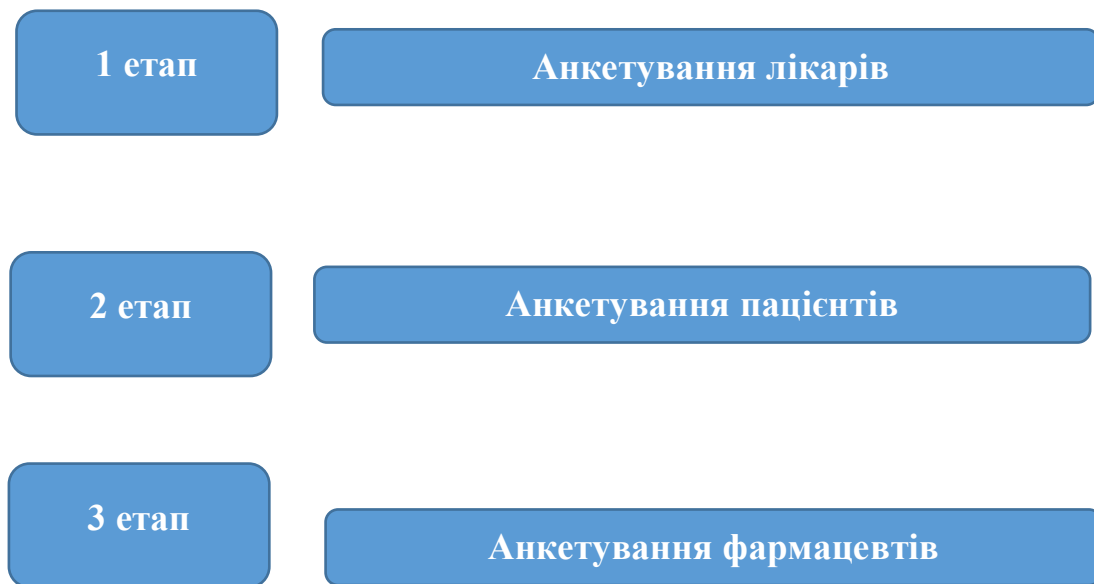 1 етап
Анкетування лікарів
2 етап
Анкетування пацієнтів
3 етап
Анкетування фармацевтів